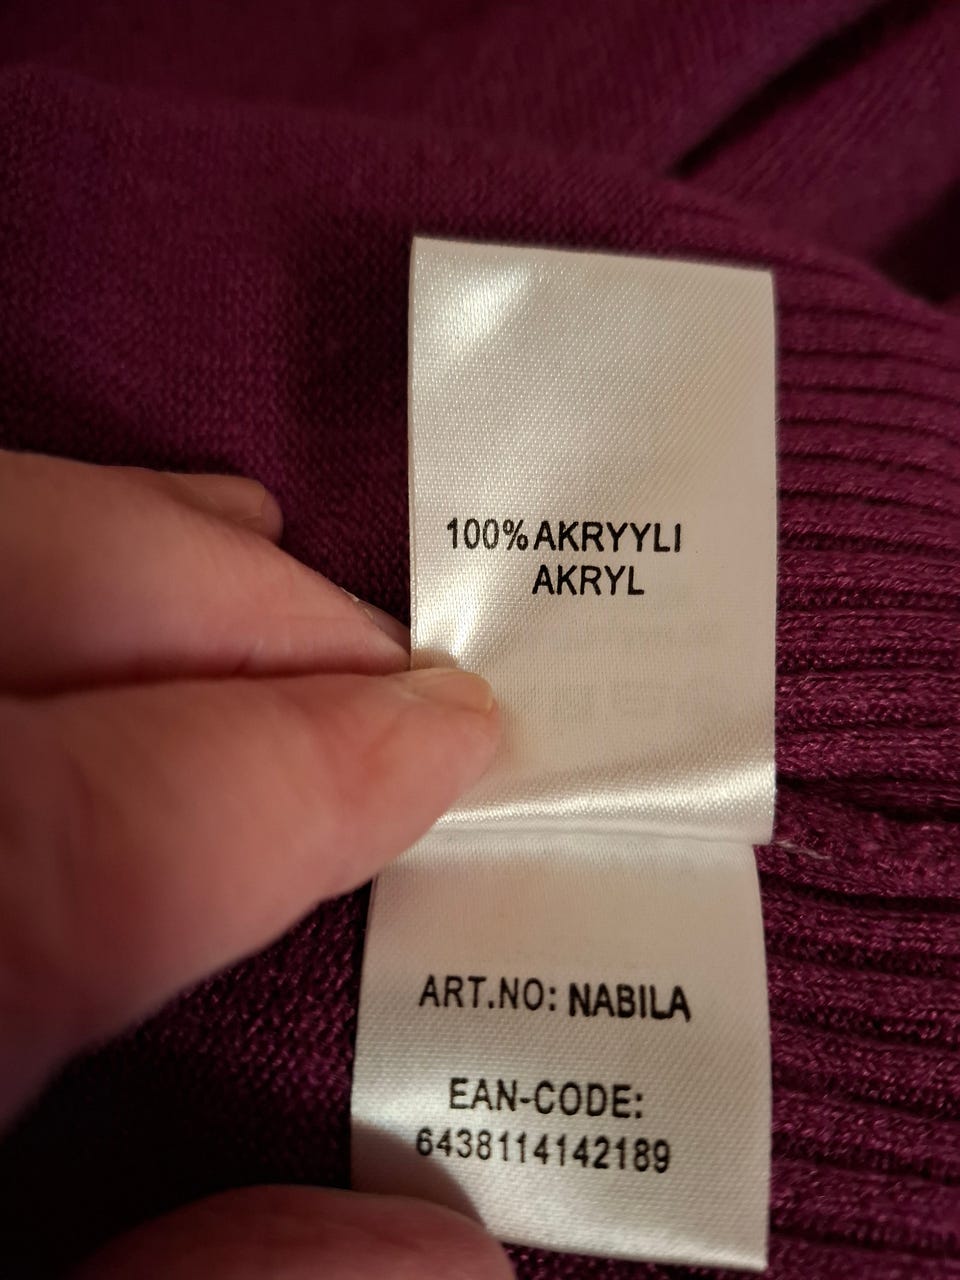 100% AKRYYLI
AKRYL
ART.NO: NABILA
EAN-CODE:
6438114142189